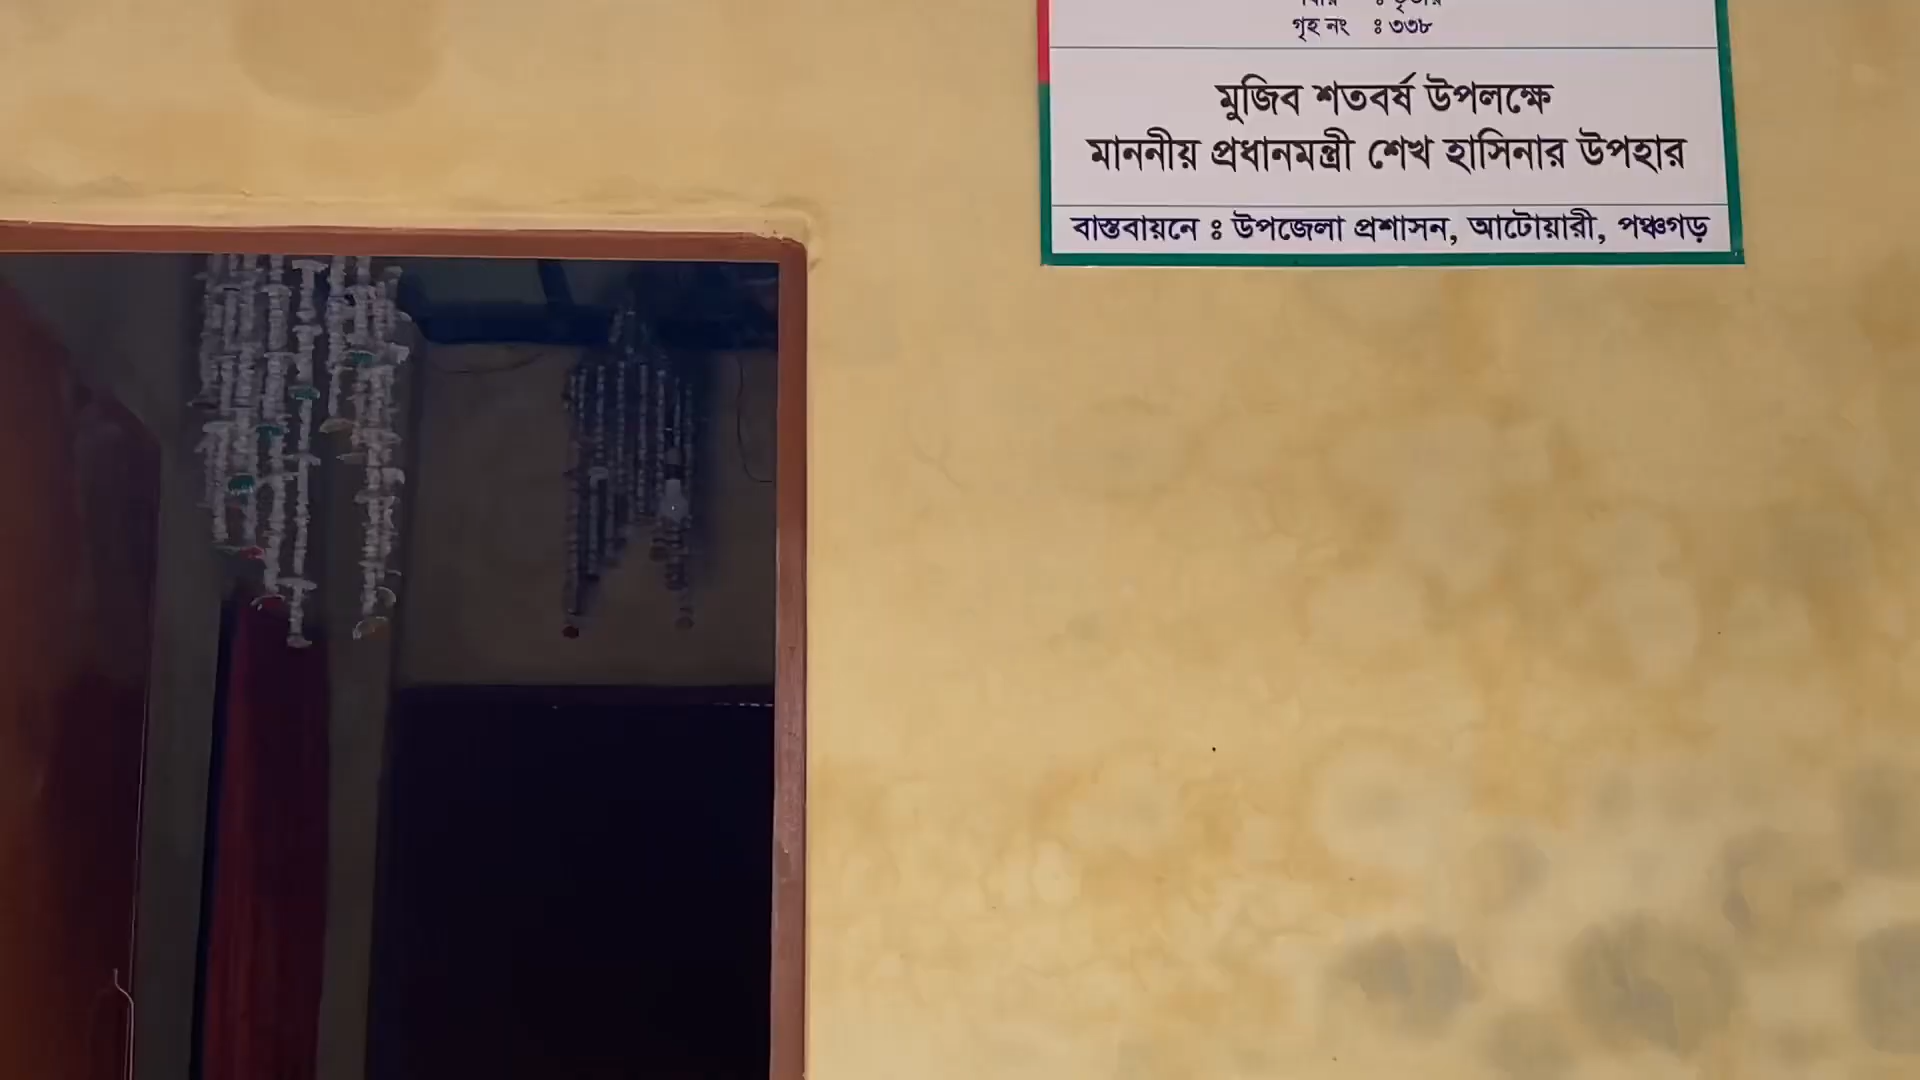 গৃহ নং : ৩৩৮
মুজিব শতবর্ষ উপলক্ষে
মাননীয় প্রধানমন্ত্রী শেখ হাসিনার উপহার
বাস্তবায়নে : উপজেলা প্রশাসন, আটোয়ারী, পঞ্চগড়